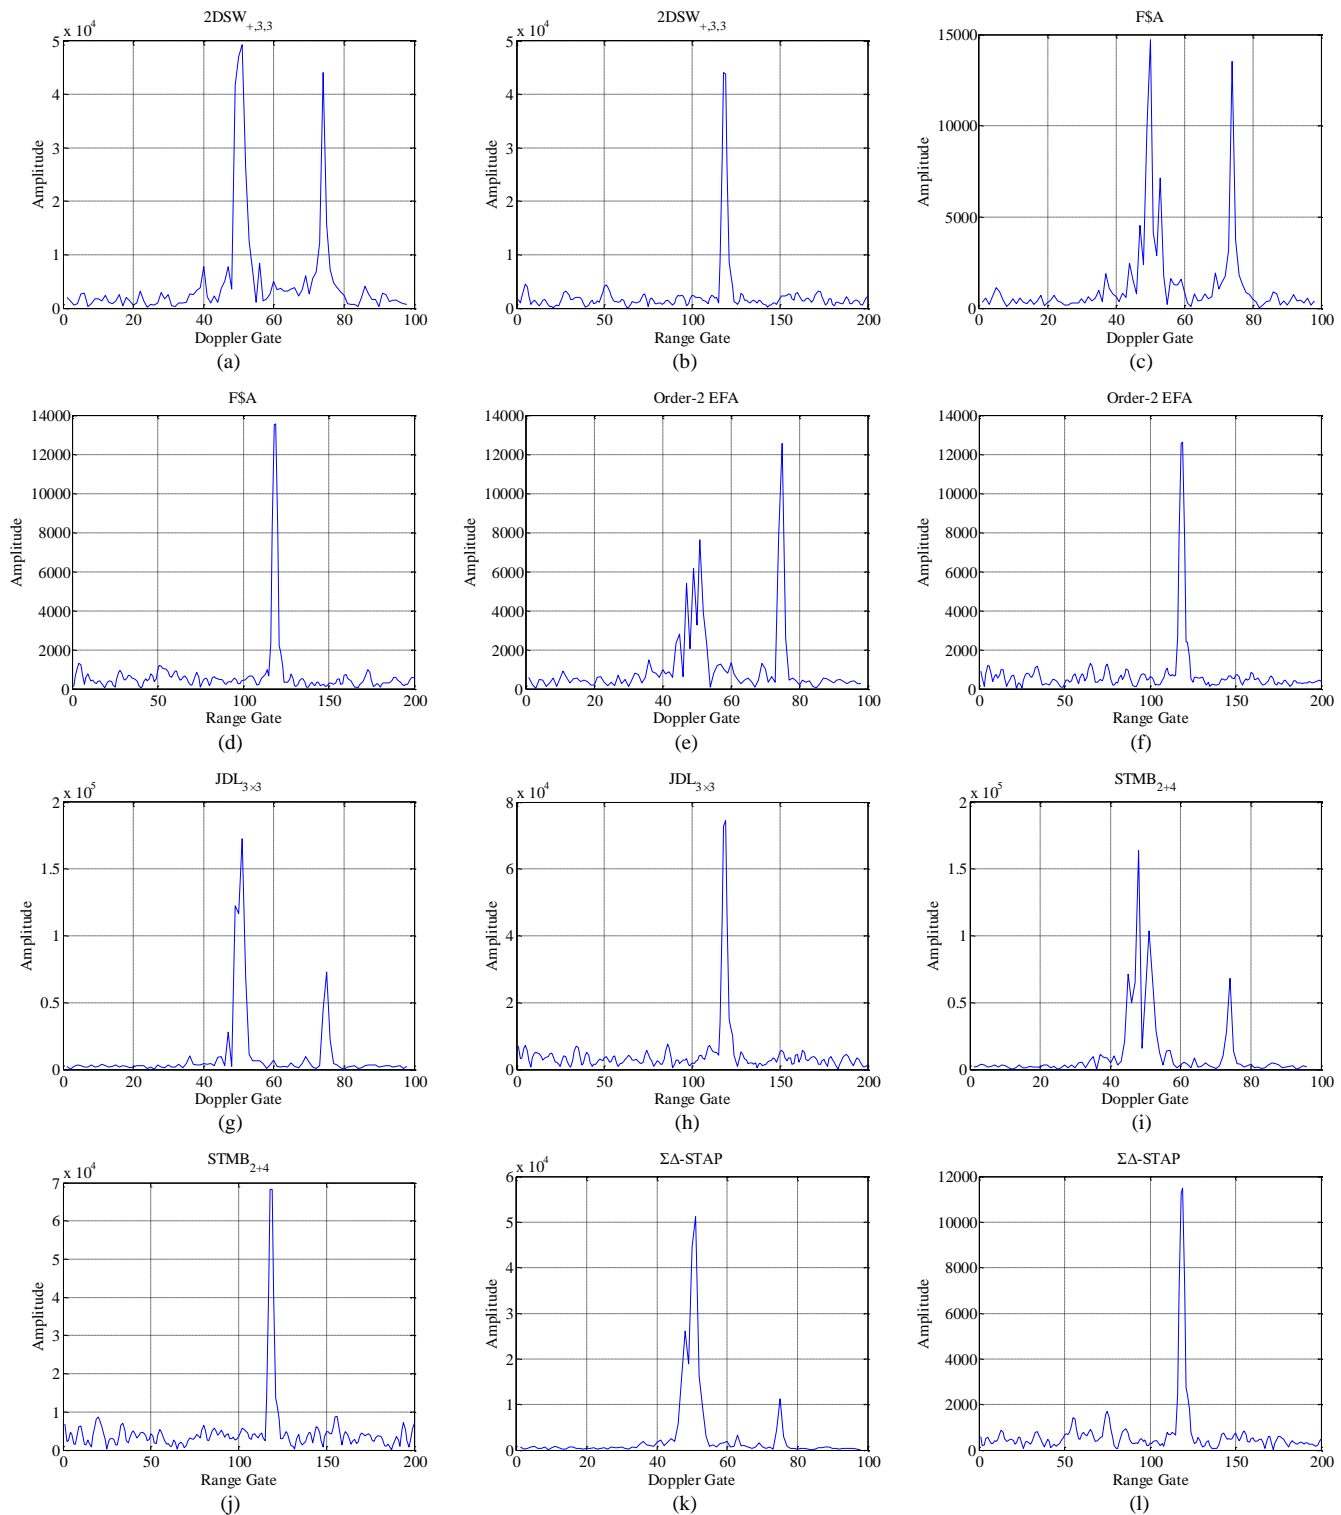 2DSW+,3,3
x 10^4
5
4
3
2
1
0
0 20 40 60 80 100
Amplitude
Doppler Gate
(a)
2DSW+,3,3
x 10^4
5
4
3
2
1
0
0 50 100 150 200
Amplitude
Range Gate
(b)
F$A
15000
10000
5000
0
0 20 40 60 80 100
Amplitude
Doppler Gate
(c)
F$A
14000
12000
10000
8000
6000
4000
2000
0
0 50 100 150 200
Amplitude
Range Gate
(d)
Order-2 EFA
14000
12000
10000
8000
6000
4000
2000
0
0 20 40 60 80 100
Amplitude
Doppler Gate
(e)
Order-2 EFA
14000
12000
10000
8000
6000
4000
2000
0
0 50 100 150 200
Amplitude
Range Gate
(f)
JDL3×3
x 10^5
2
1.5
1
0.5
0
0 20 40 60 80 100
Amplitude
Doppler Gate
(g)
JDL3×3
x 10^4
8
6
4
2
0
0 50 100 150 200
Amplitude
Range Gate
(h)
STMB2+4
x 10^5
2
1.5
1
0.5
0
0 20 40 60 80 100
Amplitude
Doppler Gate
(i)
STMB2+4
x 10^4
7
6
5
4
3
2
1
0
0 50 100 150 200
Amplitude
Range Gate
(j)
ΣΔ-STAP
x 10^4
6
5
4
3
2
1
0
0 20 40 60 80 100
Amplitude
Doppler Gate
(k)
ΣΔ-STAP
12000
10000
8000
6000
4000
2000
0
0 50 100 150 200
Amplitude
Range Gate
(l)